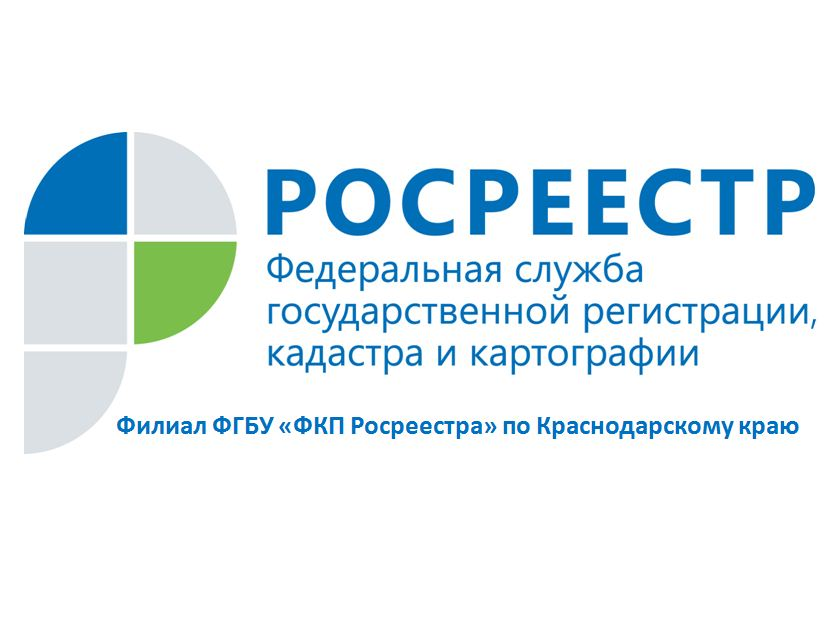 РОСРЕЕСТР
Федеральная служба
государственной регистрации,
кадастра и картографии
Филиал ФГБУ «ФКП Росреестра» по Краснодарскому краю